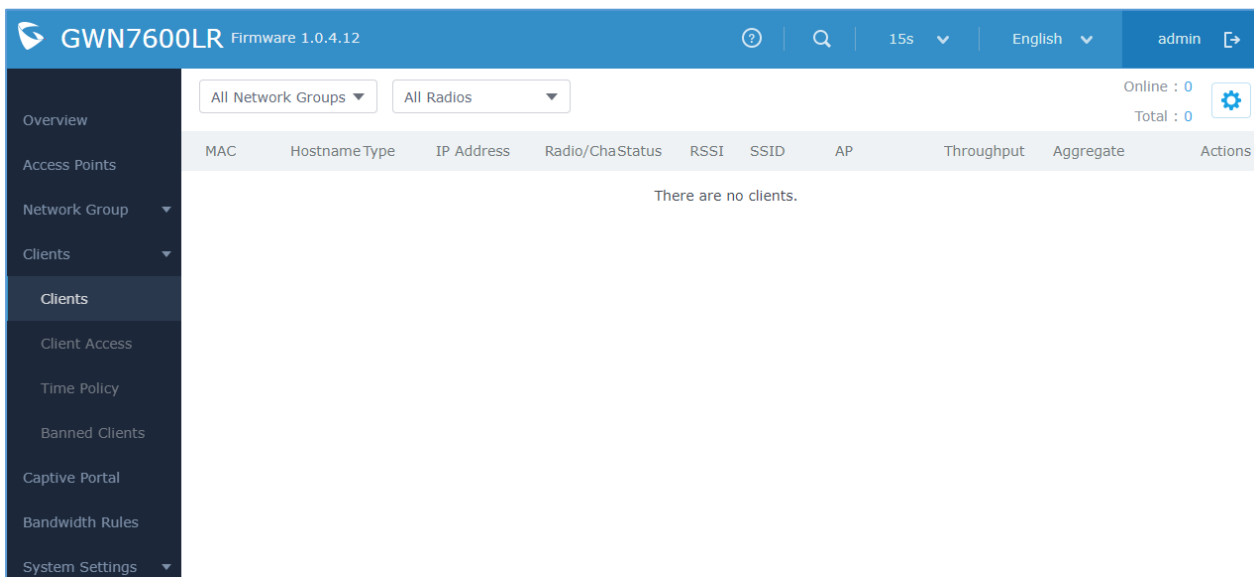 GWN7600LR Firmware 1.0.4.12 15s English admin
All Network Groups All Radios Online : 0
Total : 0
MAC Hostname Type IP Address Radio/Cha Status RSSI SSID AP Throughput Aggregate Actions
There are no clients.
Overview
Access Points
Network Group
Clients
Clients
Client Access
Time Policy
Banned Clients
Captive Portal
Bandwidth Rules
System Settings